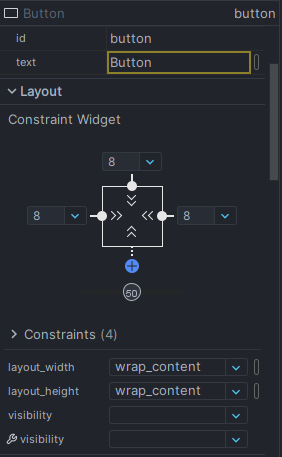 Button button
id button
text Button
Layout
Constraint Widget
8
8 8
50
Constraints (4)
layout_width wrap_content
layout_height wrap_content
visibility
visibility